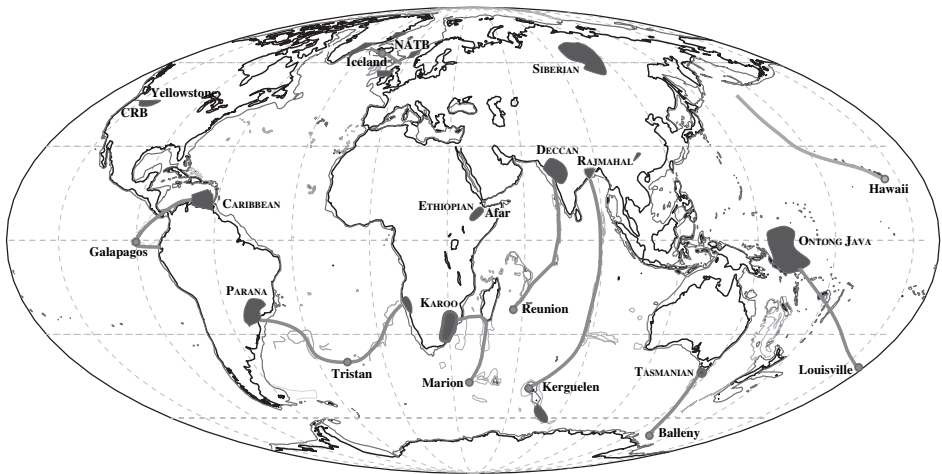 NATB
Iceland
SIBERIAN
Yellowstone
CRB
DECCAN
RAJMAHAL
Hawaii
CARIBBEAN
ETHIOPIAN
Afar
Galapagos
ONTONG JAVA
PARANA
KAROO
Reunion
Tristan
Marion
Kerguelen
TASMANIAN
Louisville
Balleny